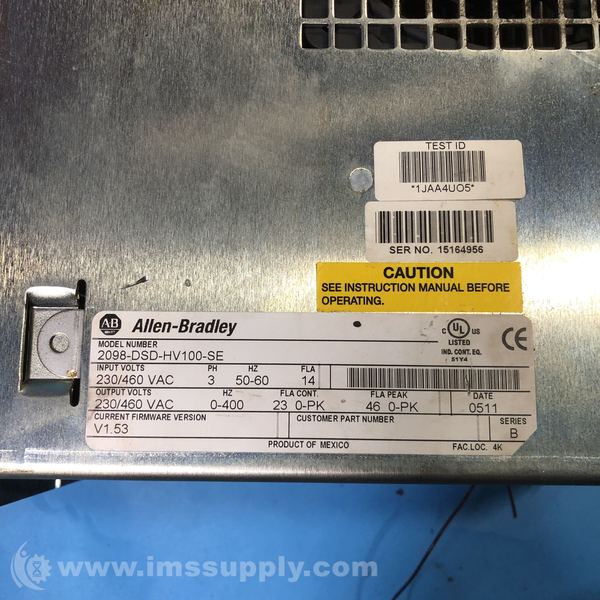 TEST ID
*1JAA4UO5*
SER NO. 15164956
CAUTION
SEE INSTRUCTION MANUAL BEFORE
OPERATING.
AB Allen-Bradley
C UL US
LISTED
IND. CONT. EQ.
51Y4
CE
MODEL NUMBER
2098-DSD-HV100-SE
INPUT VOLTS PH HZ FLA
230/460 VAC 3 50-60 14
OUTPUT VOLTS HZ FLA CONT. FLA PEAK DATE
230/460 VAC 0-400 23 0-PK 46 0-PK 0511
CURRENT FIRMWARE VERSION CUSTOMER PART NUMBER SERIES
V1.53 B
PRODUCT OF MEXICO FAC.LOC. 4K
www.imssupply.com